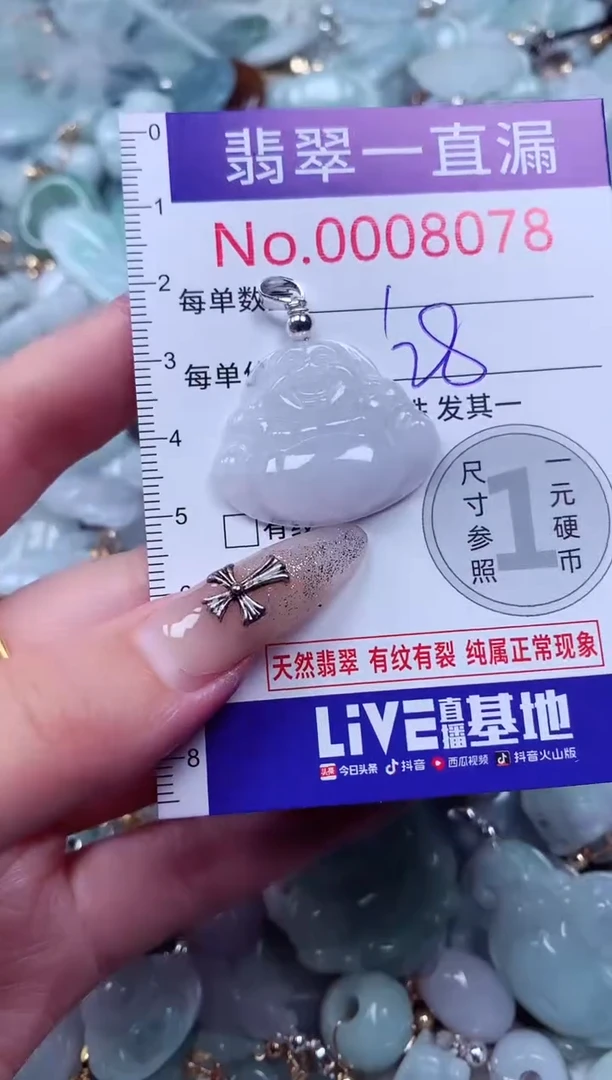 0
翡翠一直漏
1
No.0008078
2
每单数
1
3
每单
28
发其一
4
尺寸参照
1
一元硬币
5
天然翡翠 有纹有裂 纯属正常现象
LiVE直播基地
今日头条 抖音 西瓜视频 抖音火山版
8